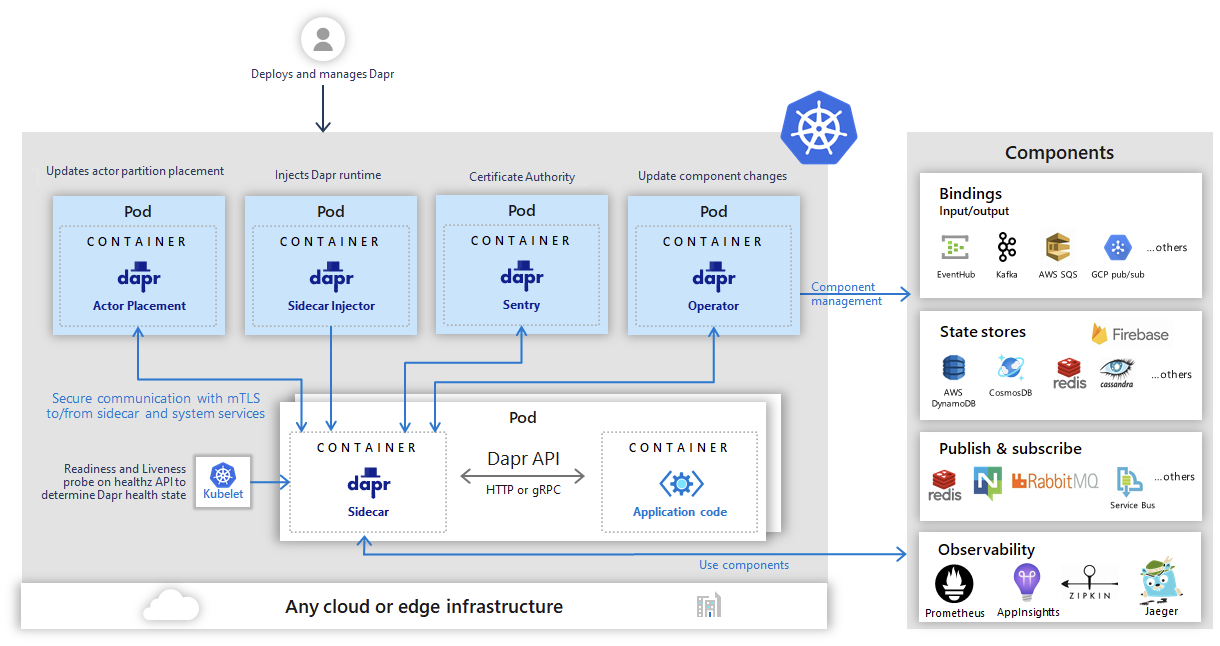 Deploys and manages Dapr
Updates actor partition placement
Injects Dapr runtime
Certificate Authority
Update component changes
Pod
CONTAINER
dapr
Actor Placement
Pod
CONTAINER
dapr
Sidecar Injector
Pod
CONTAINER
dapr
Sentry
Pod
CONTAINER
dapr
Operator
Component
management
Secure communication with mTLS
to/from sidecar and system services
Readiness and Liveness
probe on healthz API to
determine Dapr health state
Kubelet
Pod
CONTAINER
dapr
Sidecar
Dapr API
HTTP or gRPC
CONTAINER
Application code
Use components
Any cloud or edge infrastructure
Components
Bindings
Input/output
EventHub
Kafka
AWS SQS
GCP pub/sub
...others
State stores
Firebase
AWS
DynamoDB
CosmosDB
redis
cassandra
...others
Publish & subscribe
redis
N
RabbitMQ
Service Bus
...others
Observability
Prometheus
AppInsightts
ZIPKIN
Jaeger